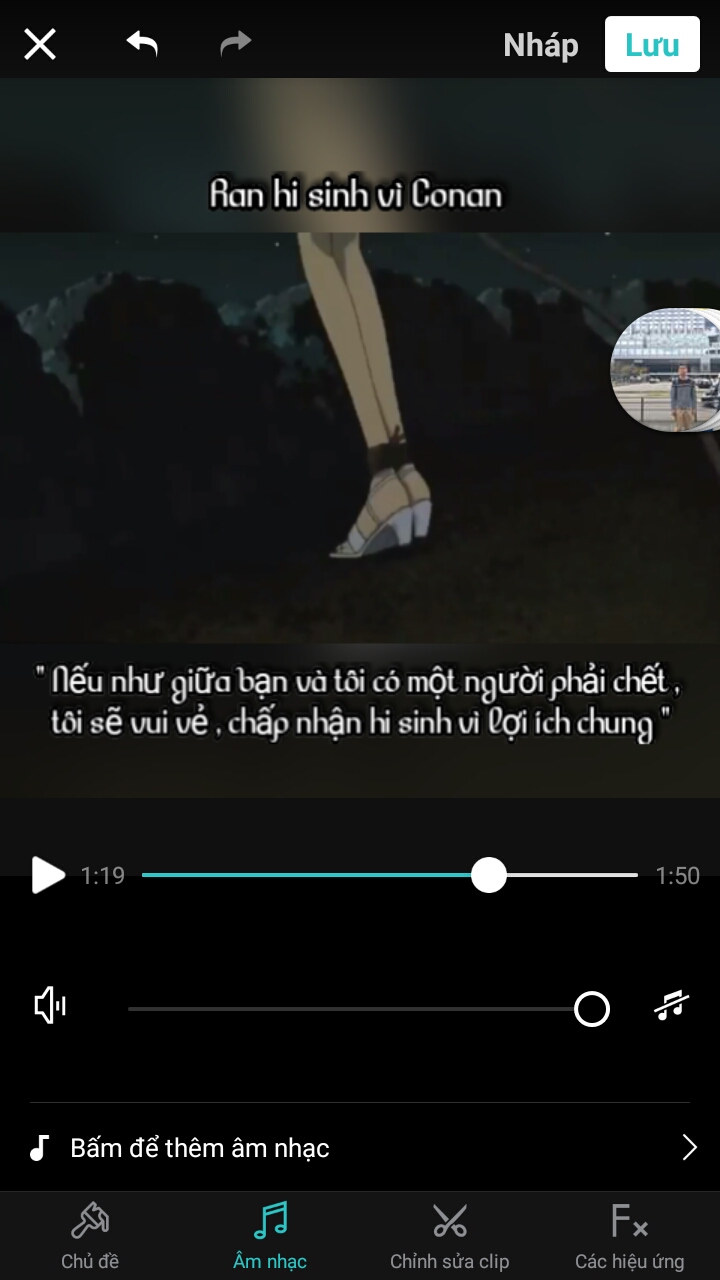 Nháp
Lưu
Ran hi sinh vì Conan
" Nếu như giữa bạn và tôi có một người phải chết ,
tôi sẽ vui vẻ , chấp nhận hi sinh vì lợi ích chung "
1:19
1:50
Bấm để thêm âm nhạc
Chủ đề
Âm nhạc
Chỉnh sửa clip
Fx
Các hiệu ứng